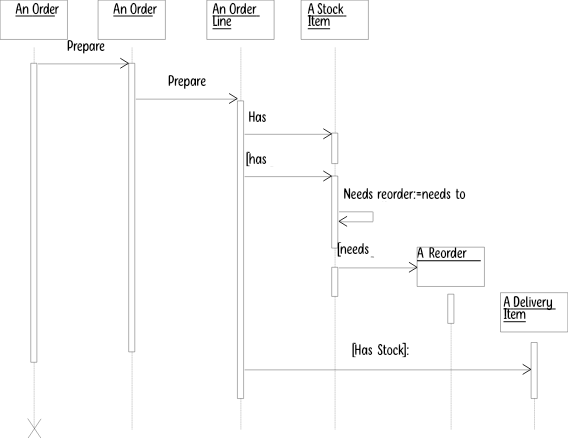 An Order
An Order
An Order
Line
A Stock
Item
Prepare
Prepare
Has
[has
Needs reorder:=needs to
[needs_
A Reorder
A Delivery
Item
[Has Stock]: